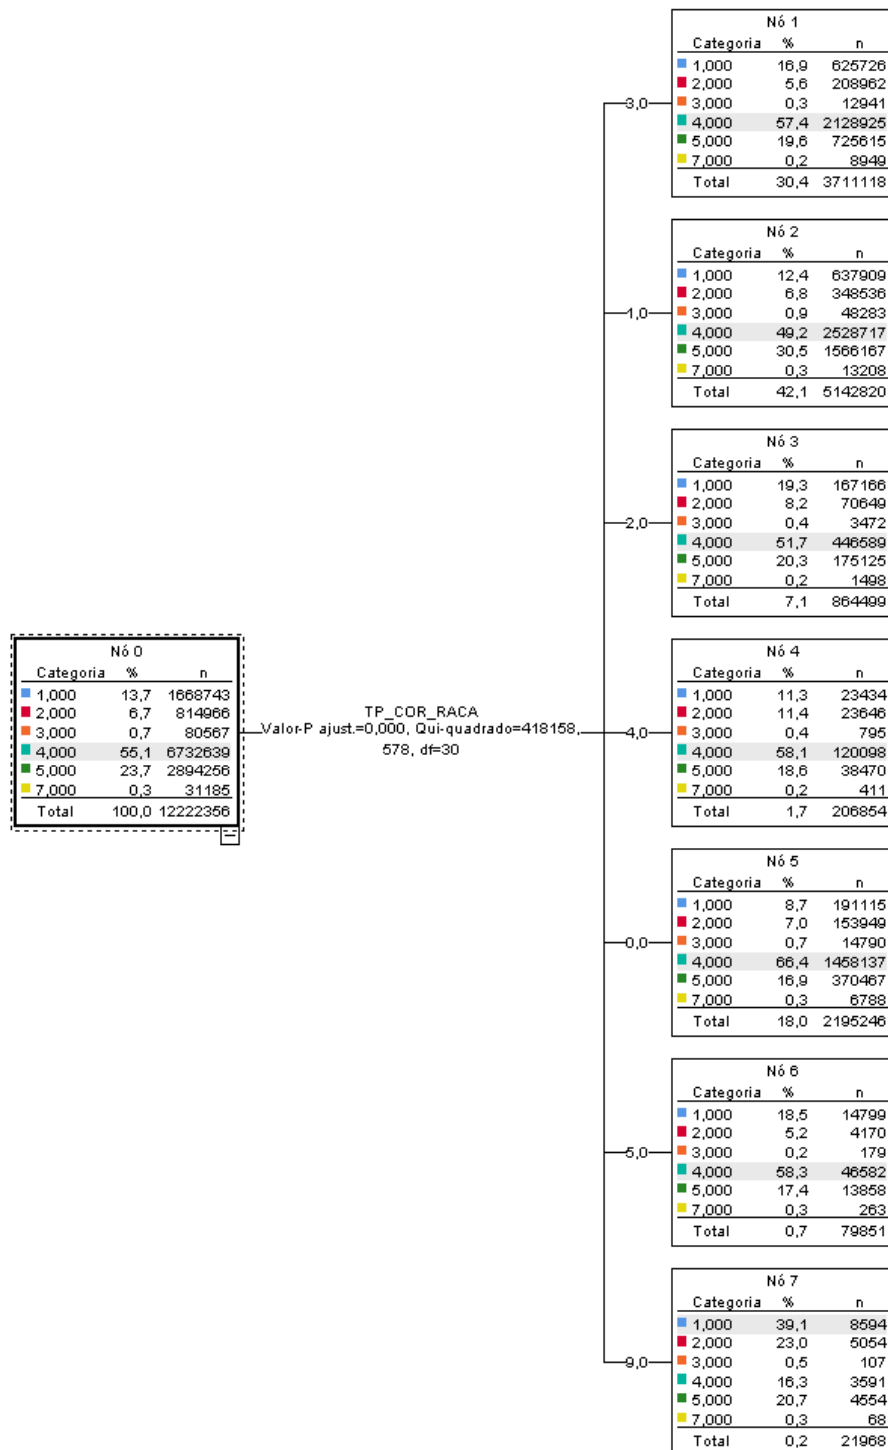 Nó 0
Categoria % n
1,000 13,7 1668743
2,000 6,7 814966
3,000 0,7 80567
4,000 55,1 6732639
5,000 23,7 2894256
7,000 0,3 31185
Total 100,0 12222356
TP_COR_RACA
Valor-P ajust.=0,000, Qui-quadrado=418158,
578, df=30
3,0
Nó 1
Categoria % n
1,000 16,9 625726
2,000 5,6 208962
3,000 0,3 12941
4,000 57,4 2128925
5,000 19,6 725615
7,000 0,2 8949
Total 30,4 3711118
1,0
Nó 2
Categoria % n
1,000 12,4 637909
2,000 6,8 348536
3,000 0,9 48283
4,000 49,2 2528717
5,000 30,5 1566167
7,000 0,3 13208
Total 42,1 5142820
2,0
Nó 3
Categoria % n
1,000 19,3 167166
2,000 8,2 70649
3,000 0,4 3472
4,000 51,7 446589
5,000 20,3 175125
7,000 0,2 1498
Total 7,1 864499
4,0
Nó 4
Categoria % n
1,000 11,3 23434
2,000 11,4 23646
3,000 0,4 795
4,000 58,1 120098
5,000 18,6 38470
7,000 0,2 411
Total 1,7 206854
0,0
Nó 5
Categoria % n
1,000 8,7 191115
2,000 7,0 153949
3,000 0,7 14790
4,000 66,4 1458137
5,000 16,9 370467
7,000 0,3 6788
Total 18,0 2195246
5,0
Nó 6
Categoria % n
1,000 18,5 14799
2,000 5,2 4170
3,000 0,2 179
4,000 58,3 46582
5,000 17,4 13858
7,000 0,3 263
Total 0,7 79851
9,0
Nó 7
Categoria % n
1,000 39,1 8594
2,000 23,0 5054
3,000 0,5 107
4,000 16,3 3591
5,000 20,7 4554
7,000 0,3 68
Total 0,2 21968